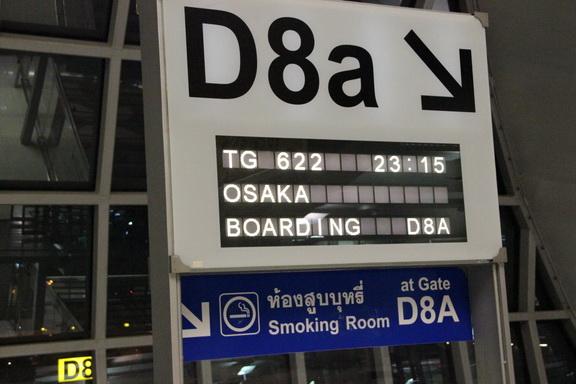 D8a
TG 622 23:15
OSAKA
BOARDING D8A
ห้องสูบบุหรี่
Smoking Room
at Gate
D8A
D8